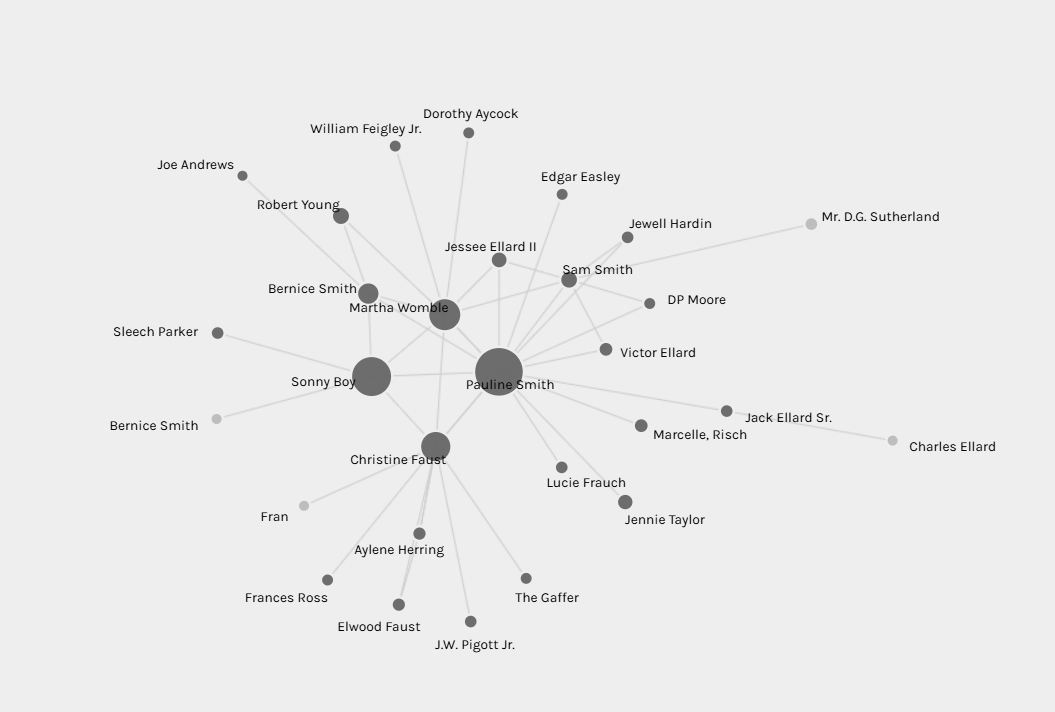 Dorothy Aycock
William Feigley Jr.
Joe Andrews
Edgar Easley
Robert Young
Mr. D.G. Sutherland
Jewell Hardin
Jessee Ellard II
Sam Smith
Bernice Smith
DP Moore
Martha Womble
Sleech Parker
Victor Ellard
Sonny Boy
Pauline Smith
Jack Ellard Sr.
Bernice Smith
Marcelle, Risch
Charles Ellard
Christine Faust
Lucie Frauch
Fran
Jennie Taylor
Aylene Herring
Frances Ross
The Gaffer
Elwood Faust
J.W. Pigott Jr.